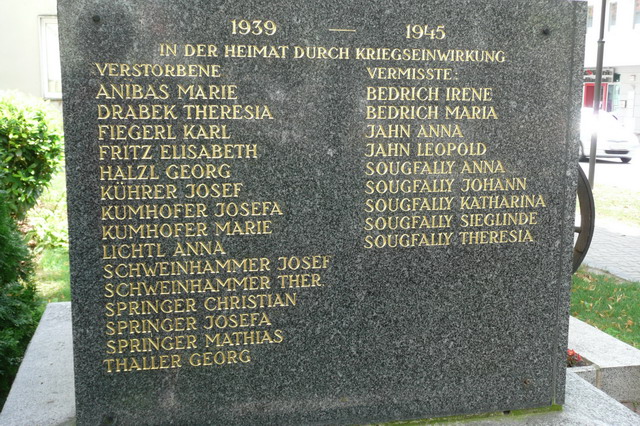 1939 — 1945
IN DER HEIMAT DURCH KRIEGSEINWIRKUNG
VERSTORBENE
ANIBAS MARIE
DRABEK THERESIA
FIEGERL KARL
FRITZ ELISABETH
HALZL GEORG
KÜHRER JOSEF
KUMHOFER JOSEFA
KUMHOFER MARIE
LICHTL ANNA
SCHWEINHAMMER JOSEF
SCHWEINHAMMER THER.
SPRINGER CHRISTIAN
SPRINGER JOSEFA
SPRINGER MATHIAS
THALLER GEORG
VERMISSTE:
BEDRICH IRENE
BEDRICH MARIA
JAHN ANNA
JAHN LEOPOLD
SOUGFALLY ANNA
SOUGFALLY JOHANN
SOUGFALLY KATHARINA
SOUGFALLY SIEGLINDE
SOUGFALLY THERESIA